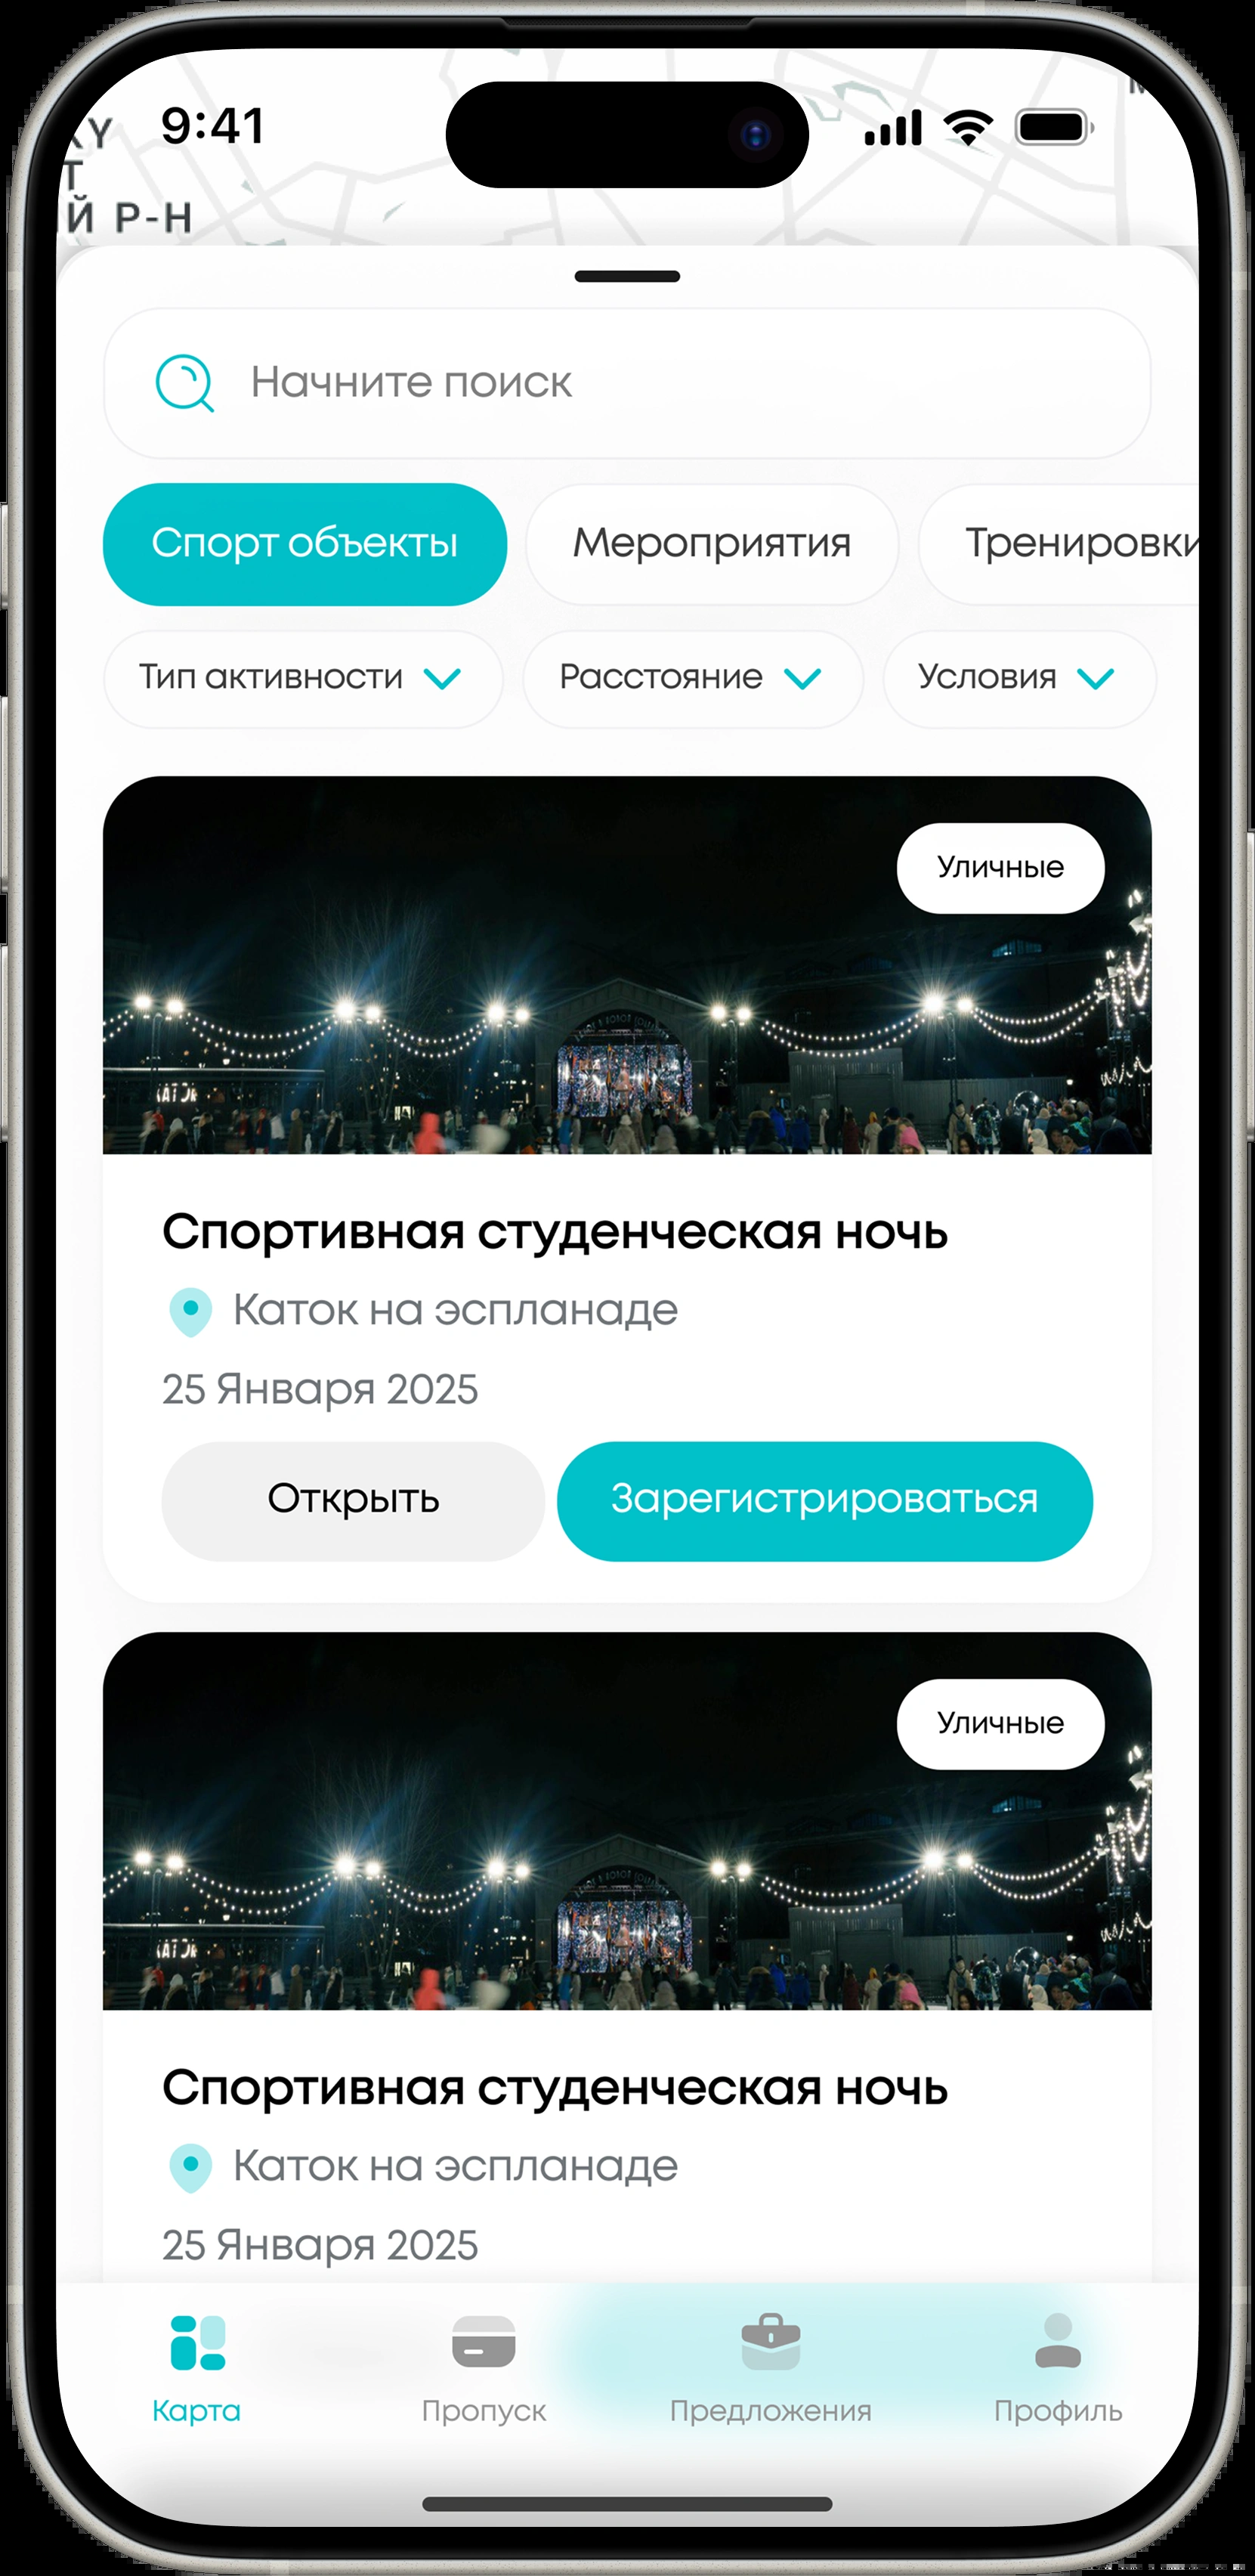 9:41
Й Р-Н
Начните поиск
Спорт объекты Мероприятия Тренировки
Тип активности Расстояние Условия
Уличные
Спортивная студенческая ночь
Каток на эспланаде
25 Января 2025
Открыть Зарегистрироваться
Уличные
Спортивная студенческая ночь
Каток на эспланаде
25 Января 2025
Карта Пропуск Предложения Профиль